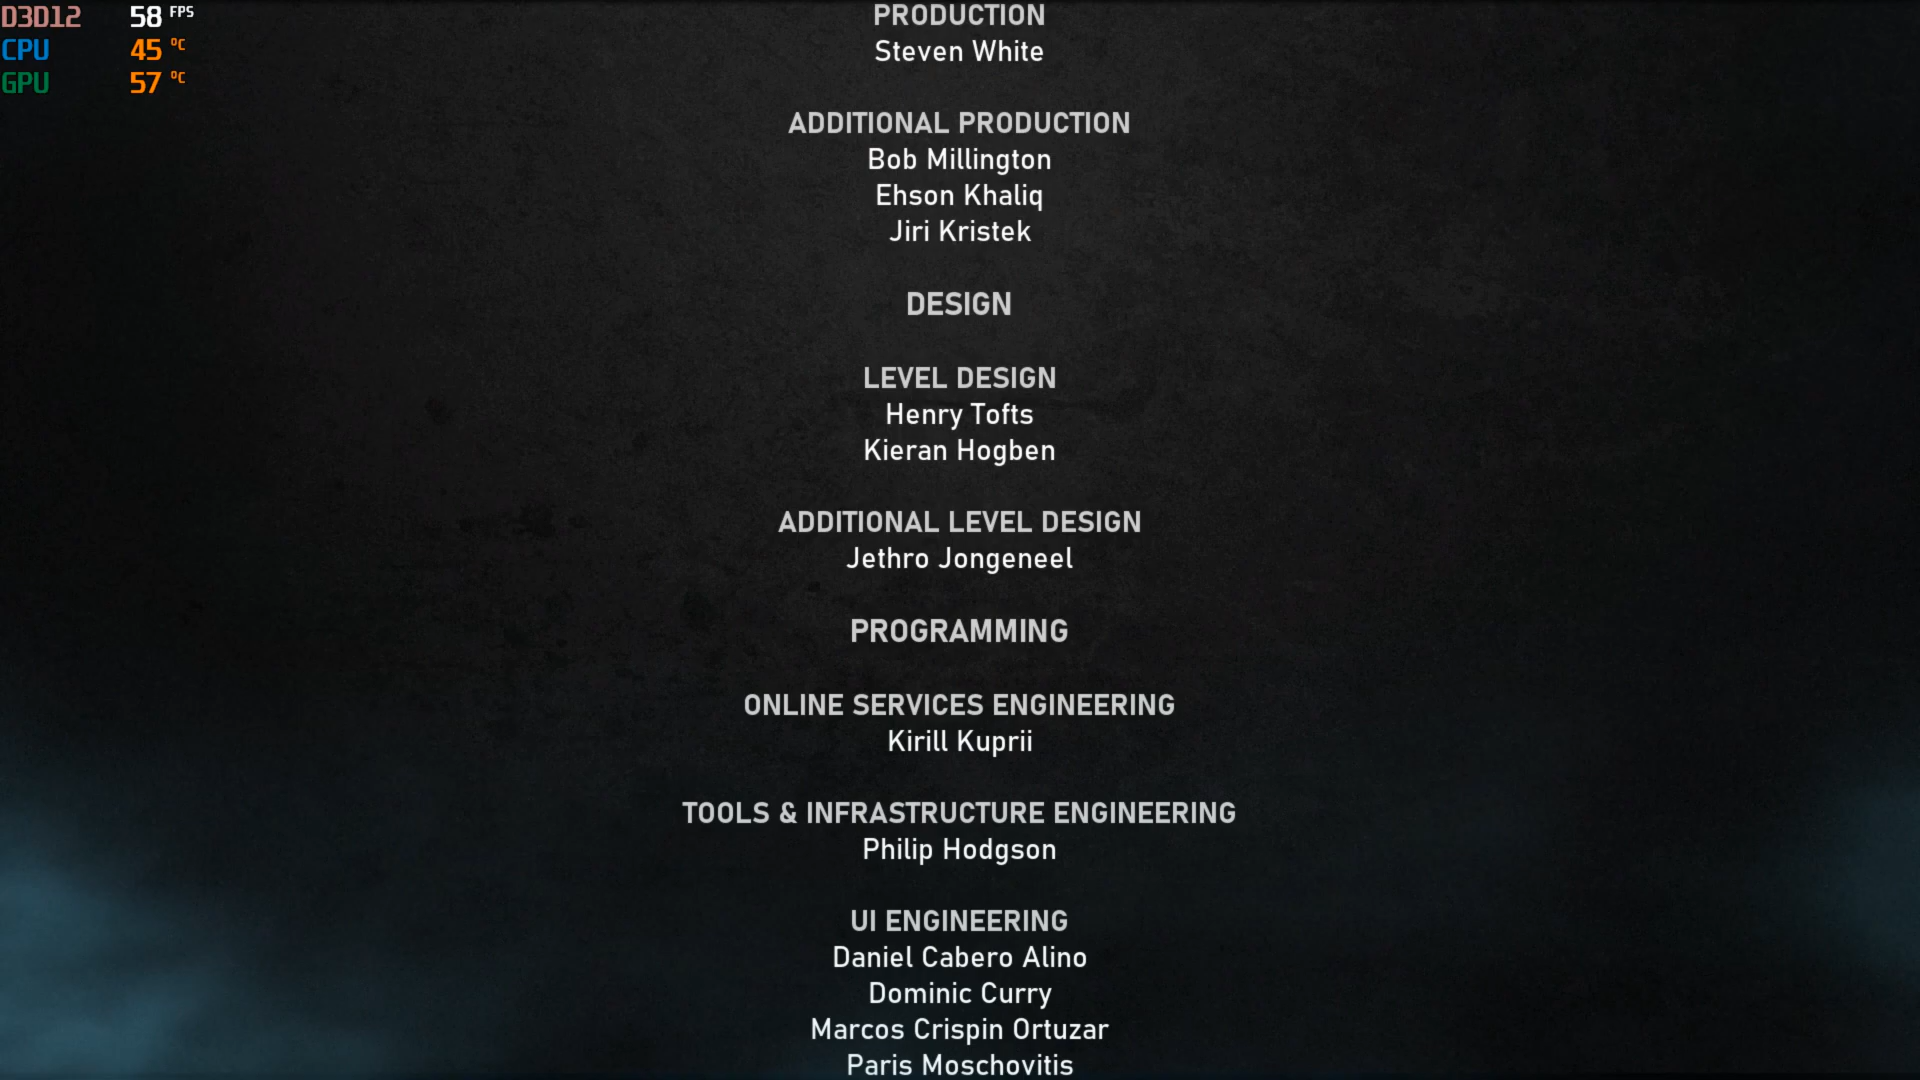 D3D12 58 FPS
CPU 45 °C
GPU 57 °C
PRODUCTION
Steven White
ADDITIONAL PRODUCTION
Bob Millington
Ehson Khaliq
Jiri Kristek
DESIGN
LEVEL DESIGN
Henry Tofts
Kieran Hogben
ADDITIONAL LEVEL DESIGN
Jethro Jongeneel
PROGRAMMING
ONLINE SERVICES ENGINEERING
Kirill Kuprii
TOOLS & INFRASTRUCTURE ENGINEERING
Philip Hodgson
UI ENGINEERING
Daniel Cabero Alino
Dominic Curry
Marcos Crispin Ortuzar
Paris Moschovitis